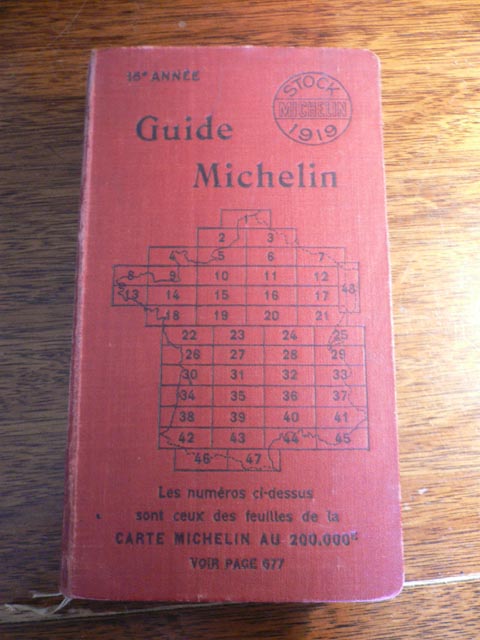 16e ANNÉE
STOCK
MICHELIN
1919
Guide
Michelin
1
2 3
4 5 6 7
8 9 10 11 12
48
13 14 15 16 17
18 19 20 21
22 23 24 25
26 27 28 29
30 31 32 33
34 35 36 37
38 39 40 41
42 43 44 45
46 47
Les numéros ci-dessus
sont ceux des feuilles de la
CARTE MICHELIN AU 200.000e
VOIR PAGE 677